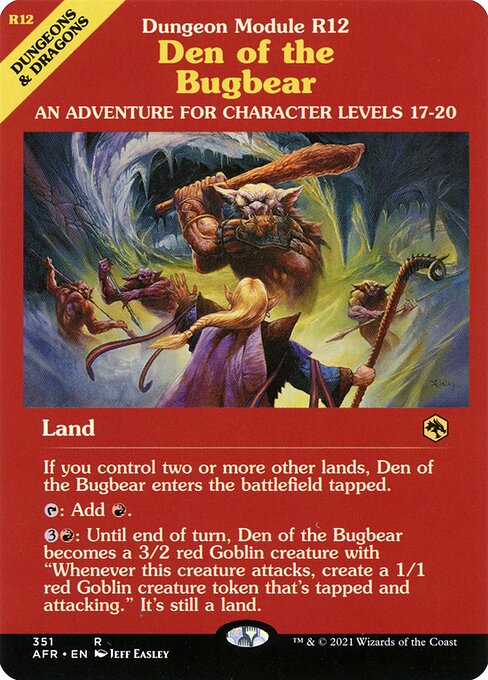 R12
DUNGEONS
& DRAGONS
Dungeon Module R12
Den of the
Bugbear
AN ADVENTURE FOR CHARACTER LEVELS 17-20
Land
If you control two or more other lands, Den of
the Bugbear enters the battlefield tapped.
: Add .
3: Until end of turn, Den of the Bugbear
becomes a 3/2 red Goblin creature with
“Whenever this creature attacks, create a 1/1
red Goblin creature token that's tapped and
attacking.” It's still a land.
351 R
AFR • EN JEFF EASLEY
™ & © 2021 Wizards of the Coast